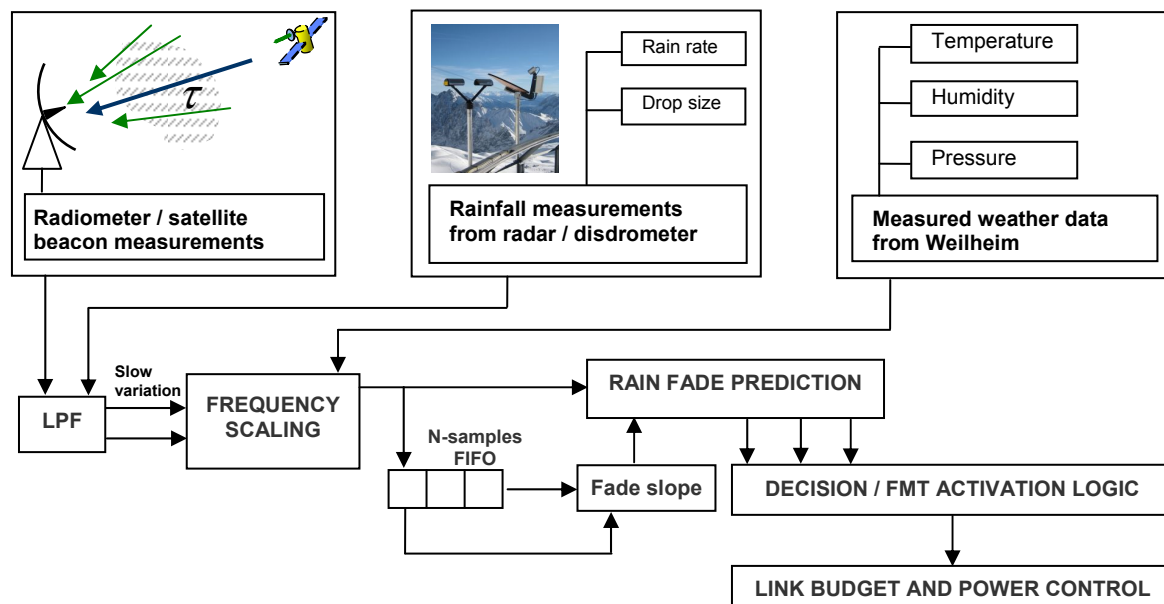 τ
Radiometer / satellite
beacon measurements
Rain rate
Drop size
Rainfall measurements
from radar / disdrometer
Temperature
Humidity
Pressure
Measured weather data
from Weilheim
Slow
variation
LPF
FREQUENCY
SCALING
RAIN FADE PREDICTION
N-samples
FIFO
Fade slope
DECISION / FMT ACTIVATION LOGIC
LINK BUDGET AND POWER CONTROL